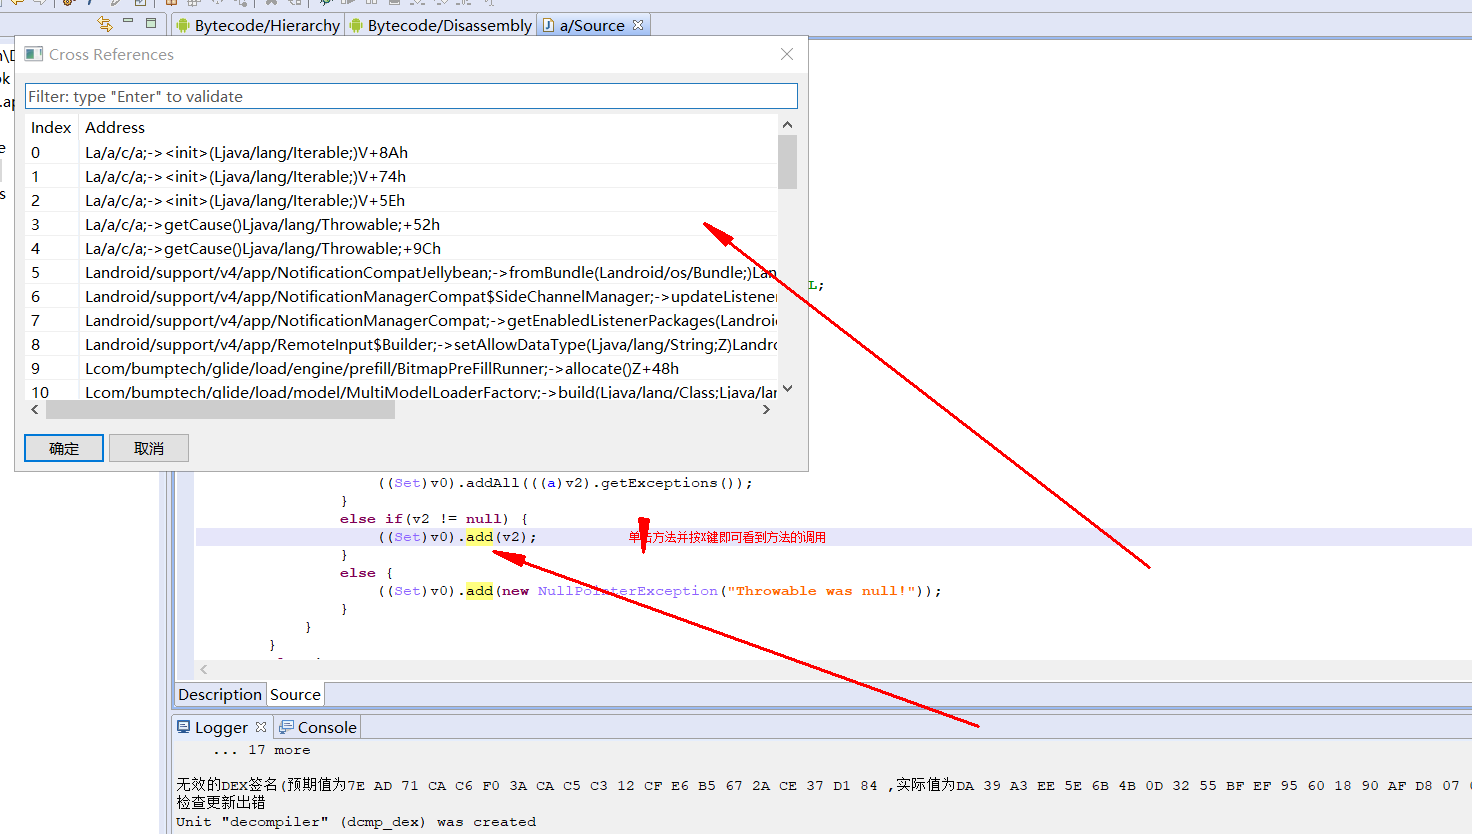 Bytecode/Hierarchy
Bytecode/Disassembly
a/Source
Cross References
Filter: type "Enter" to validate
Index Address
0 La/a/c/a;-><init>(Ljava/lang/Iterable;)V+8Ah
1 La/a/c/a;-><init>(Ljava/lang/Iterable;)V+74h
2 La/a/c/a;-><init>(Ljava/lang/Iterable;)V+5Eh
3 La/a/c/a;->getCause()Ljava/lang/Throwable;+52h
4 La/a/c/a;->getCause()Ljava/lang/Throwable;+9Ch
5 Landroid/support/v4/app/NotificationCompatJellybean;->fromBundle(Landroid/os/Bundle;)Lan
6 Landroid/support/v4/app/NotificationManagerCompat$SideChannelManager;->updateListener
7 Landroid/support/v4/app/NotificationManagerCompat;->getEnabledListenerPackages(Landroid
8 Landroid/support/v4/app/RemoteInput$Builder;->setAllowDataType(Ljava/lang/String;Z)Landro
9 Lcom/bumptech/glide/load/engine/prefill/BitmapPreFillRunner;->allocate()Z+48h
10 Lcom/bumptech/glide/load/model/MultiModelLoaderFactory;->build(Ljava/lang/Class;Ljava/lan
确定
取消
L;
((Set)v0).addAll(((a)v2).getExceptions());
}
else if(v2 != null) {
((Set)v0).add(v2);
单击方法并按X键即可看到方法的调用
}
else {
((Set)v0).add(new NullPointerException("Throwable was null!"));
}
}
}
Description
Source
Logger
Console
... 17 more
无效的DEX签名(预期值为7E AD 71 CA C6 F0 3A CA C5 C3 12 CF E6 B5 67 2A CE 37 D1 84 ,实际值为DA 39 A3 EE 5E 6B 4B 0D 32 55 BF EF 95 60 18 90 AF D8 07
检查更新出错
Unit "decompiler" (dcmp_dex) was created